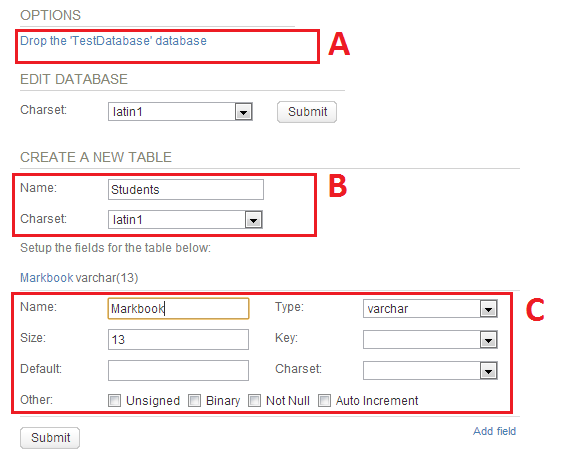 OPTIONS
Drop the 'TestDatabase' database
A
EDIT DATABASE
Charset: latin1 Submit
CREATE A NEW TABLE
Name: Students
B
Charset: latin1
Setup the fields for the table below:
Markbook varchar(13)
Name: Markbook Type: varchar
C
Size: 13 Key:
Default: Charset:
Other: Unsigned Binary Not Null Auto Increment
Submit Add field